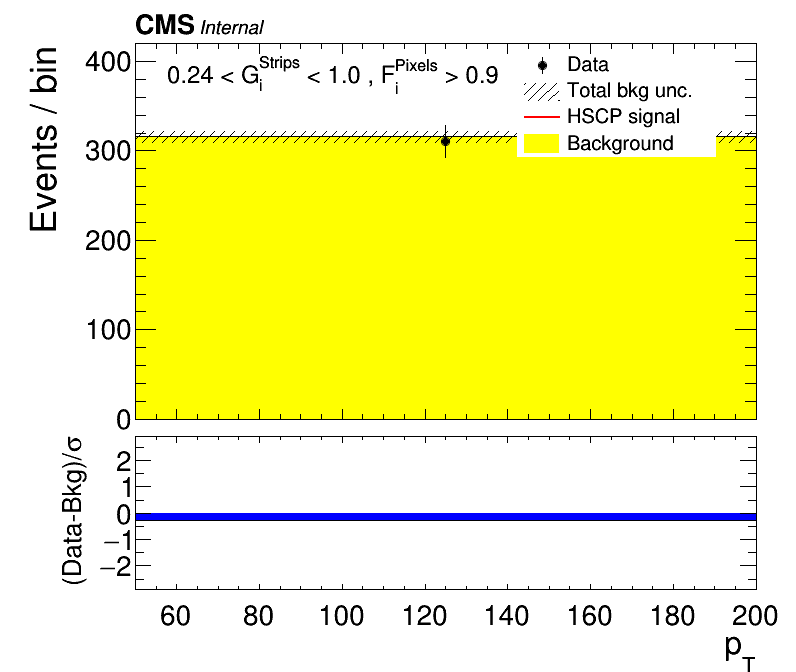 CMS Internal
0.24 < G_i^Strips < 1.0 , F_i^Pixels > 0.9
Data
Total bkg unc.
HSCP signal
Background
Events / bin
400
300
200
100
0
(Data-Bkg)/σ
2
1
0
−1
−2
60 80 100 120 140 160 180 200
p_T